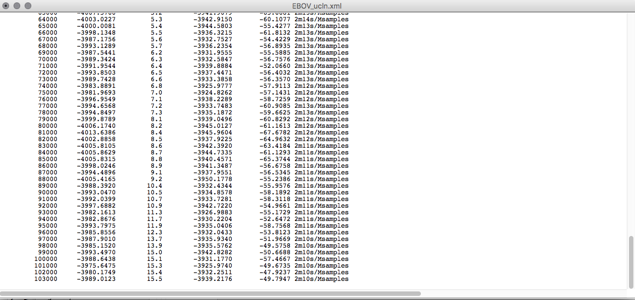 EBOV_ucln.xml
64000 -4003.0227 5.3 -3942.9150 -60.1077 2m14s/Msamples
65000 -4000.0081 5.4 -3944.5803 -55.4277 2m13s/Msamples
66000 -3998.1348 5.5 -3936.3215 -61.8132 2m13s/Msamples
67000 -3987.1756 5.6 -3932.7527 -54.4229 2m13s/Msamples
68000 -3993.1289 5.7 -3936.2354 -56.8935 2m13s/Msamples
69000 -3987.5441 6.2 -3931.9555 -55.5885 2m13s/Msamples
70000 -3989.3424 6.3 -3932.5847 -56.7576 2m13s/Msamples
71000 -3991.9544 6.4 -3939.8884 -52.0660 2m13s/Msamples
72000 -3993.8503 6.5 -3937.4471 -56.4032 2m13s/Msamples
73000 -3989.7428 6.6 -3933.3858 -56.3570 2m12s/Msamples
74000 -3983.8891 6.8 -3925.9777 -57.9113 2m12s/Msamples
75000 -3981.9693 7.0 -3924.8262 -57.1431 2m12s/Msamples
76000 -3996.9549 7.1 -3938.2289 -58.7259 2m12s/Msamples
77000 -3994.6568 7.2 -3933.7483 -60.9085 2m12s/Msamples
78000 -3994.8497 7.3 -3935.1872 -59.6625 2m12s/Msamples
79000 -3999.8789 8.1 -3939.0496 -60.8292 2m12s/Msamples
80000 -4006.1740 8.2 -3945.0127 -61.1613 2m12s/Msamples
81000 -4013.6386 8.4 -3945.9604 -67.6782 2m12s/Msamples
82000 -4002.8858 8.5 -3937.9225 -64.9632 2m12s/Msamples
83000 -4005.8105 8.6 -3942.3920 -63.4184 2m11s/Msamples
84000 -4005.8629 8.7 -3944.7335 -61.1293 2m11s/Msamples
85000 -4005.8315 8.8 -3940.4571 -65.3744 2m11s/Msamples
86000 -3998.0246 8.9 -3941.3487 -56.6758 2m11s/Msamples
87000 -3994.4896 9.1 -3937.9551 -56.5345 2m11s/Msamples
88000 -4005.4165 9.2 -3950.1778 -55.2386 2m11s/Msamples
89000 -3988.3920 10.4 -3932.4344 -55.9576 2m11s/Msamples
90000 -3993.0470 10.5 -3934.8578 -58.1892 2m11s/Msamples
91000 -3992.0399 10.7 -3933.7281 -58.3118 2m11s/Msamples
92000 -3997.6882 10.9 -3942.7220 -54.9661 2m11s/Msamples
93000 -3982.1613 11.3 -3926.9883 -55.1729 2m11s/Msamples
94000 -3982.8676 11.7 -3930.2204 -52.6472 2m11s/Msamples
95000 -3993.7975 11.9 -3935.0406 -58.7568 2m11s/Msamples
96000 -3985.8556 12.3 -3932.0433 -53.8123 2m11s/Msamples
97000 -3987.9010 13.7 -3935.9340 -51.9669 2m10s/Msamples
98000 -3985.1520 13.9 -3935.5762 -49.5758 2m10s/Msamples
99000 -3993.4970 15.0 -3942.8282 -50.6688 2m10s/Msamples
100000 -3988.6438 15.1 -3931.1770 -57.4667 2m10s/Msamples
101000 -3975.6475 15.3 -3925.9740 -49.6735 2m10s/Msamples
102000 -3980.1749 15.4 -3932.2511 -47.9237 2m10s/Msamples
103000 -3989.0123 15.5 -3939.2176 -49.7947 2m10s/Msamples